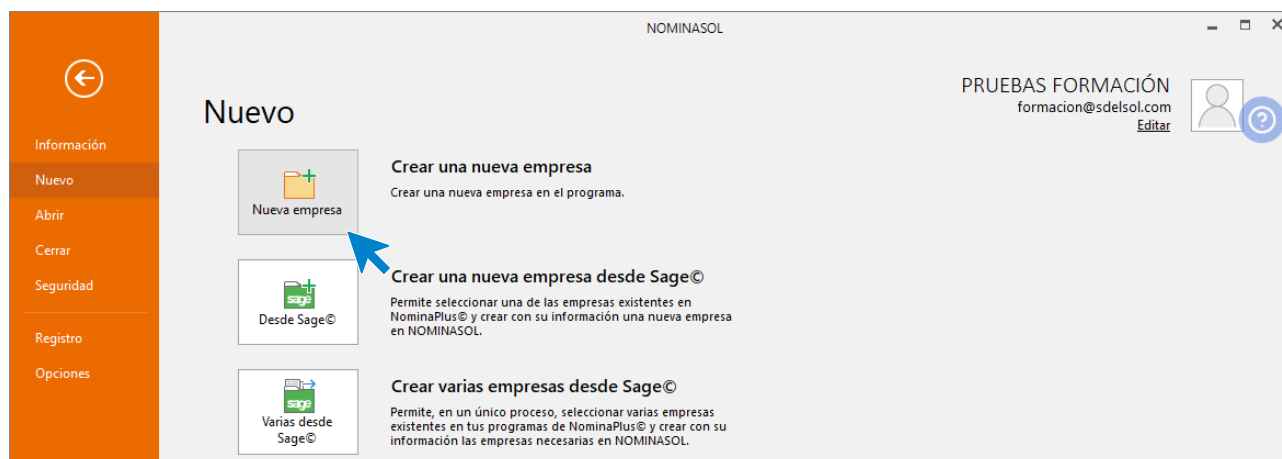 NOMINASOL
PRUEBAS FORMACIÓN
formacion@sdelsol.com
Editar
Información
Nuevo
Abrir
Cerrar
Seguridad
Registro
Opciones
Nuevo
Nueva empresa
Crear una nueva empresa
Crear una nueva empresa en el programa.
sage
Desde Sage©
Crear una nueva empresa desde Sage©
Permite seleccionar una de las empresas existentes en
NominaPlus© y crear con su información una nueva empresa
en NOMINASOL.
sage
Varias desde
Sage©
Crear varias empresas desde Sage©
Permite, en un único proceso, seleccionar varias empresas
existentes en tus programas de NominaPlus© y crear con su
información las empresas necesarias en NOMINASOL.